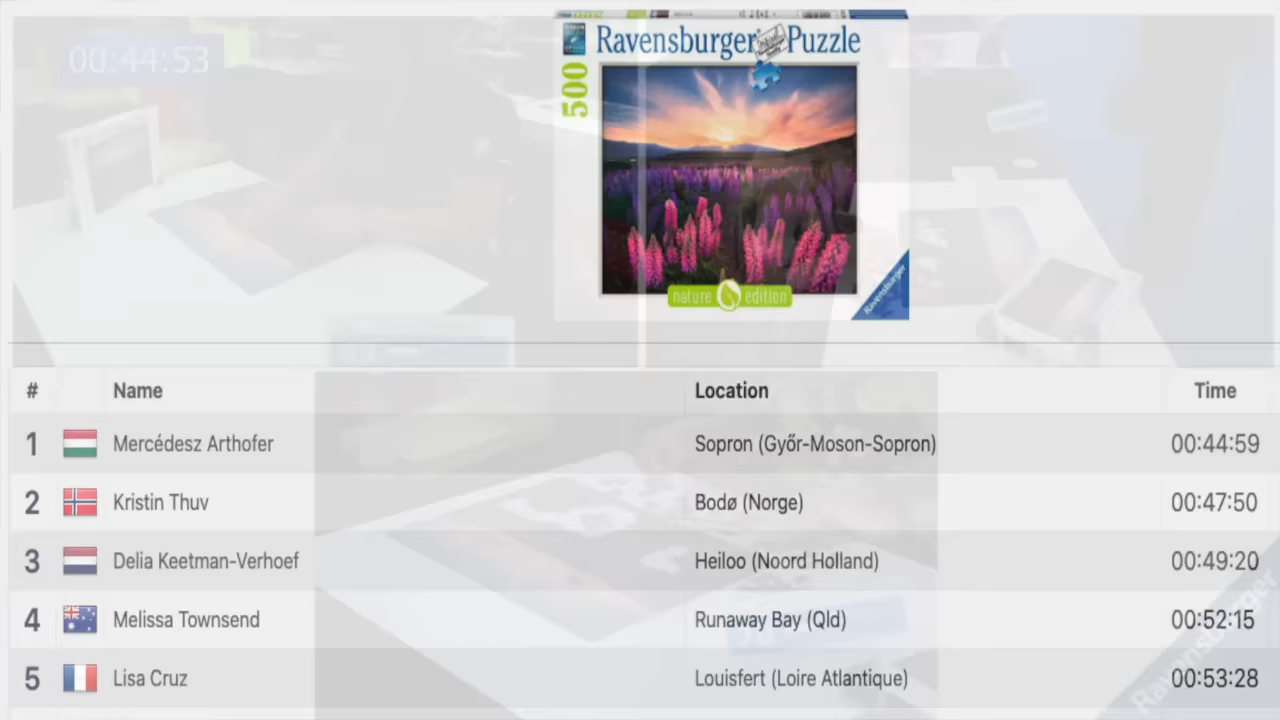 00:44:53
Ravensburger Puzzle
500
nature edition
Ravensburger
# Name Location Time
1 Mercédesz Arthofer Sopron (Győr-Moson-Sopron) 00:44:59
2 Kristin Thuv Bodø (Norge) 00:47:50
3 Delia Keetman-Verhoef Heiloo (Noord Holland) 00:49:20
4 Melissa Townsend Runaway Bay (Qld) 00:52:15
5 Lisa Cruz Louisfert (Loire Atlantique) 00:53:28
Ravensburger